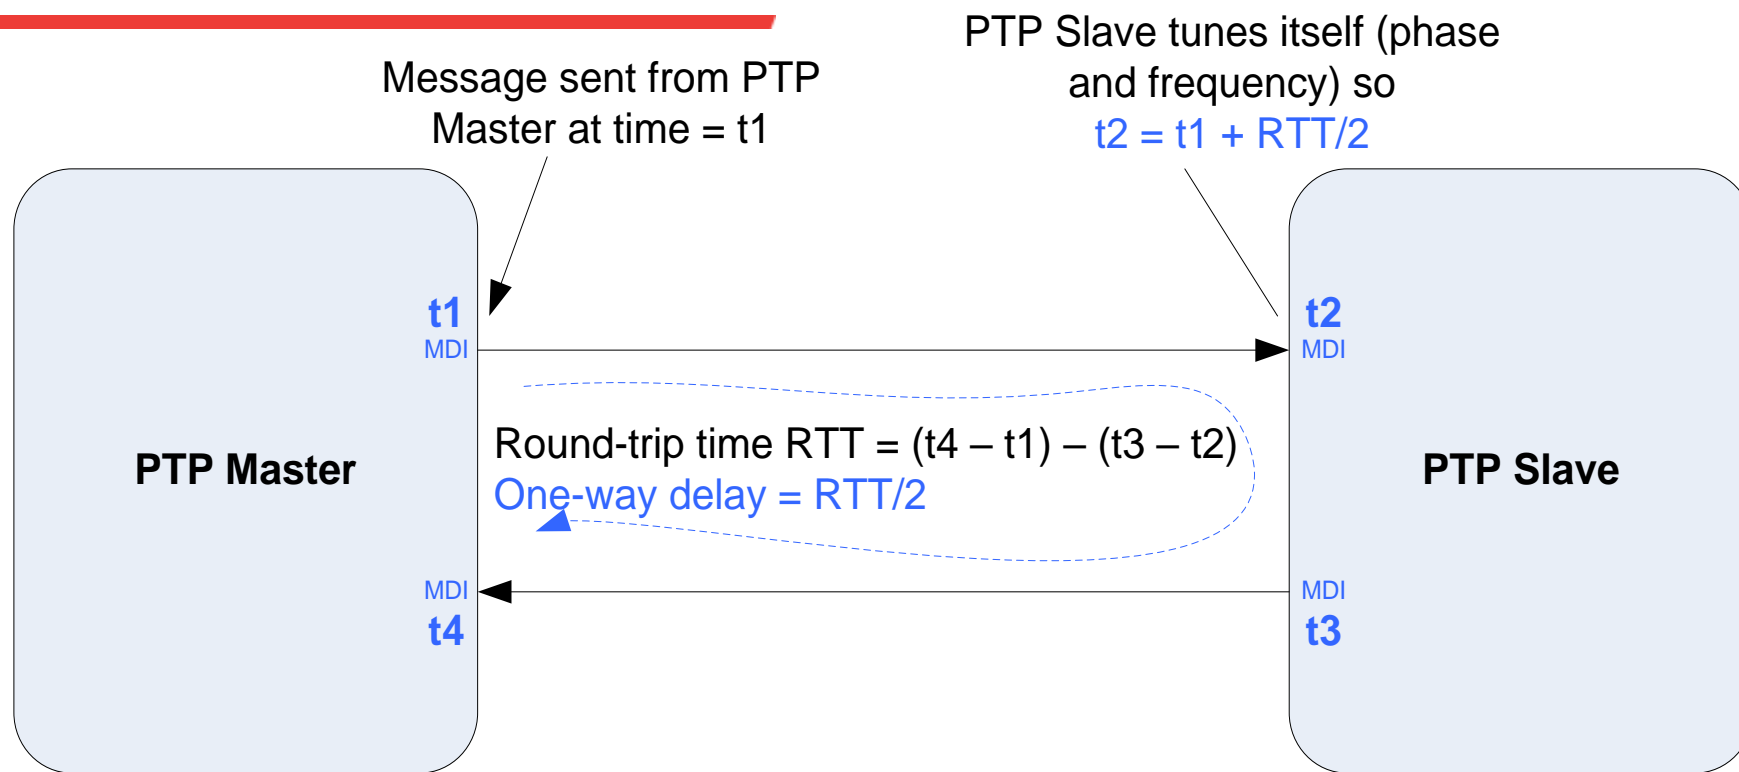 Message sent from PTP
Master at time = t1
PTP Slave tunes itself (phase
and frequency) so
t2 = t1 + RTT/2
t1
MDI
t2
MDI
PTP Master
Round-trip time RTT = (t4 – t1) – (t3 – t2)
One-way delay = RTT/2
PTP Slave
MDI
t4
MDI
t3